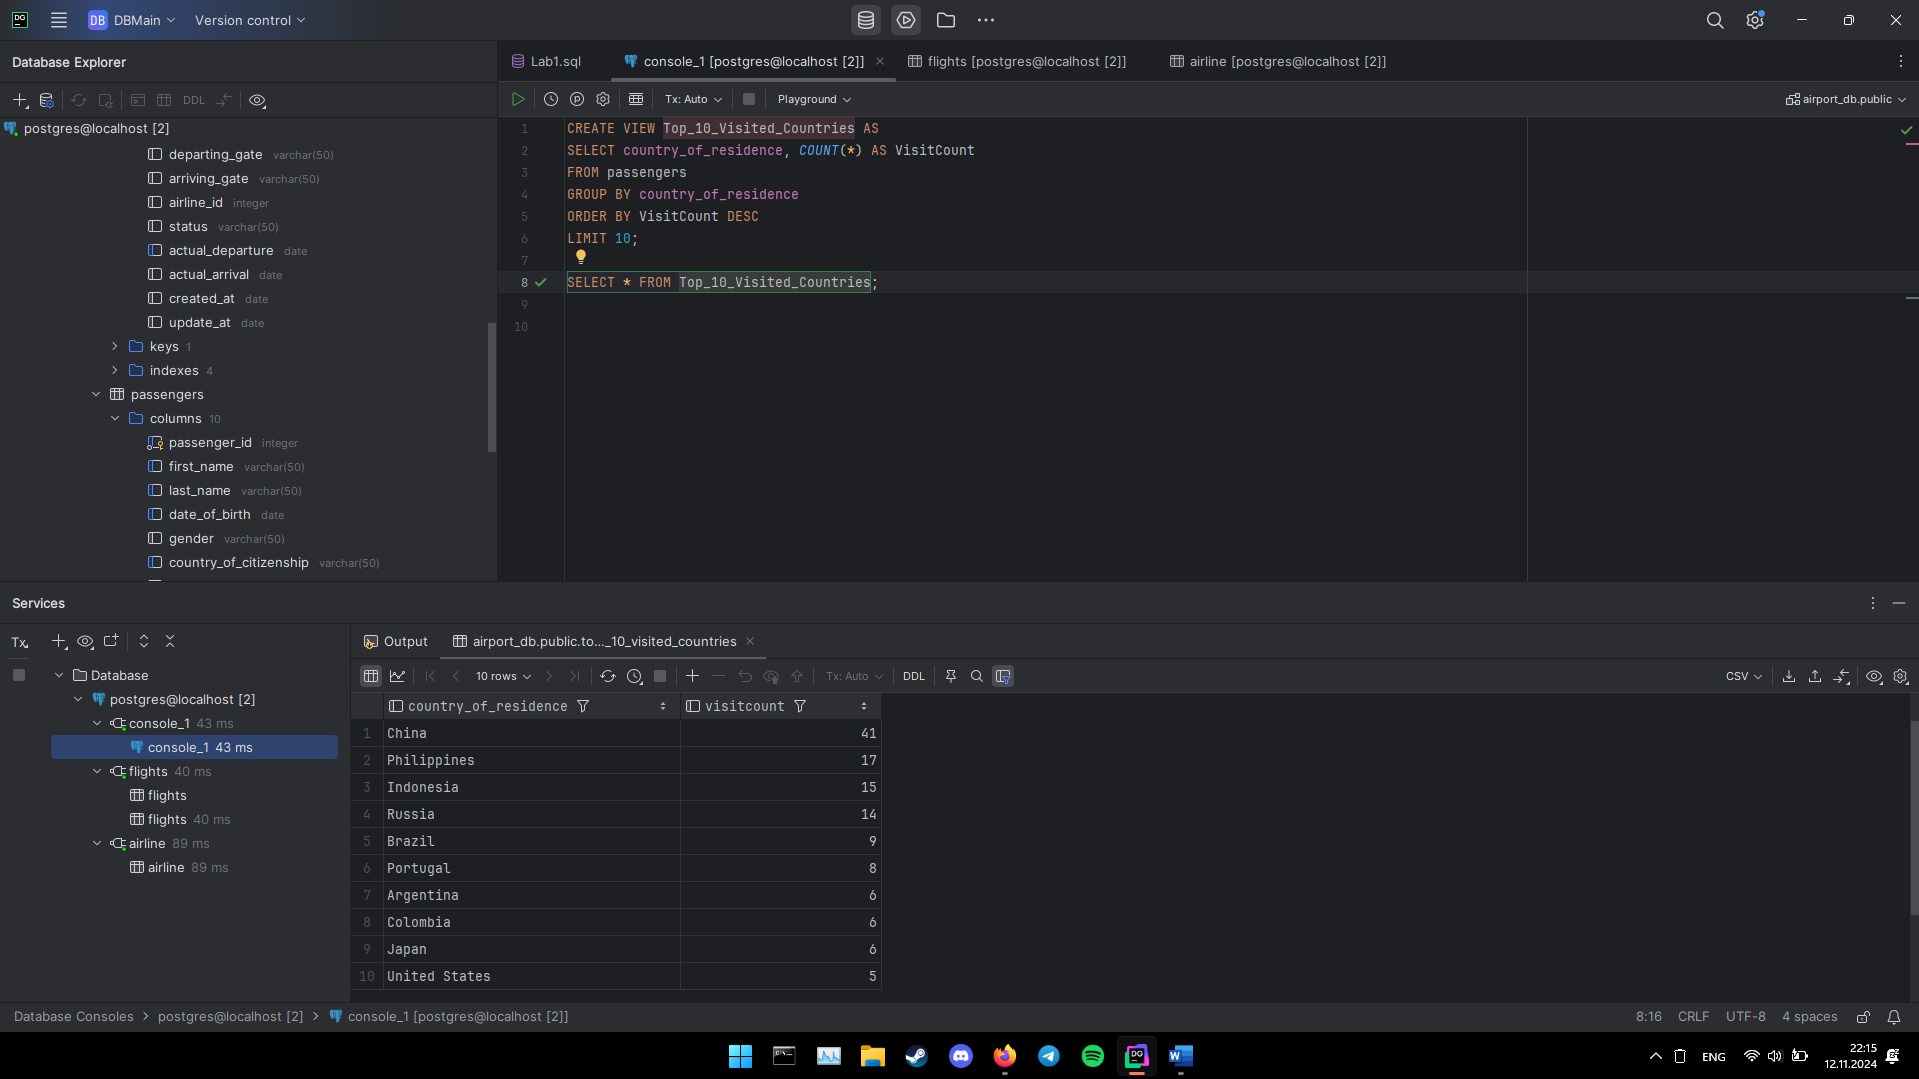 DB DBMain Version control
Database Explorer
Lab1.sql console_1 [postgres@localhost [2]] flights [postgres@localhost [2]] airline [postgres@localhost [2]]
DDL
Tx: Auto Playground airport_db.public
postgres@localhost [2]
departing_gate varchar(50)
arriving_gate varchar(50)
airline_id integer
status varchar(50)
actual_departure date
actual_arrival date
created_at date
update_at date
keys 1
indexes 4
passengers
columns 10
passenger_id integer
first_name varchar(50)
last_name varchar(50)
date_of_birth date
gender varchar(50)
country_of_citizenship varchar(50)
1 CREATE VIEW Top_10_Visited_Countries AS
2 SELECT country_of_residence, COUNT(*) AS VisitCount
3 FROM passengers
4 GROUP BY country_of_residence
5 ORDER BY VisitCount DESC
6 LIMIT 10;
7
8 SELECT * FROM Top_10_Visited_Countries;
9
10
Services
Tx
Database
postgres@localhost [2]
console_1 43 ms
console_1 43 ms
flights 40 ms
flights
flights 40 ms
airline 89 ms
airline 89 ms
Output airport_db.public.to..._10_visited_countries
10 rows Tx: Auto DDL CSV
country_of_residence visitcount
1 China 41
2 Philippines 17
3 Indonesia 15
4 Russia 14
5 Brazil 9
6 Portugal 8
7 Argentina 6
8 Colombia 6
9 Japan 6
10 United States 5
Database Consoles > postgres@localhost [2] > console_1 [postgres@localhost [2]]
8:16 CRLF UTF-8 4 spaces
ENG
22:15
12.11.2024